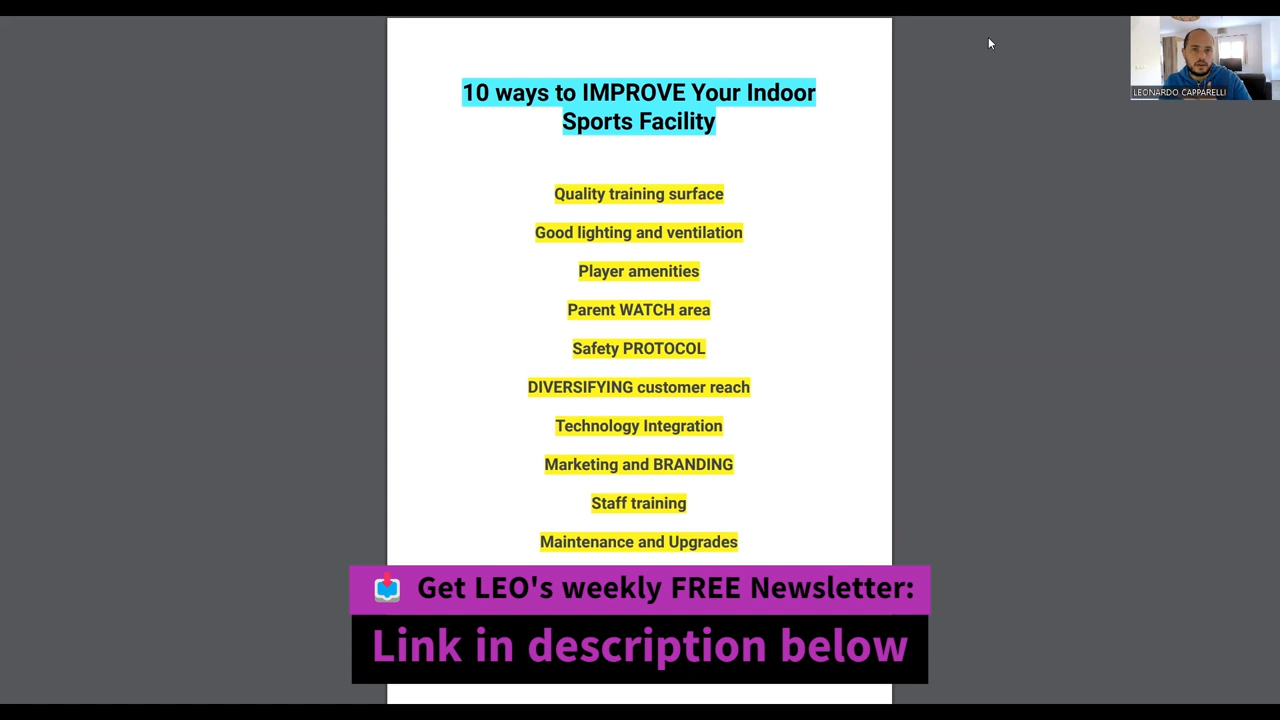 LEONARDO CAPPARELLI
10 ways to IMPROVE Your Indoor
Sports Facility
Quality training surface
Good lighting and ventilation
Player amenities
Parent WATCH area
Safety PROTOCOL
DIVERSIFYING customer reach
Technology Integration
Marketing and BRANDING
Staff training
Maintenance and Upgrades
Get LEO's weekly FREE Newsletter:
Link in description below